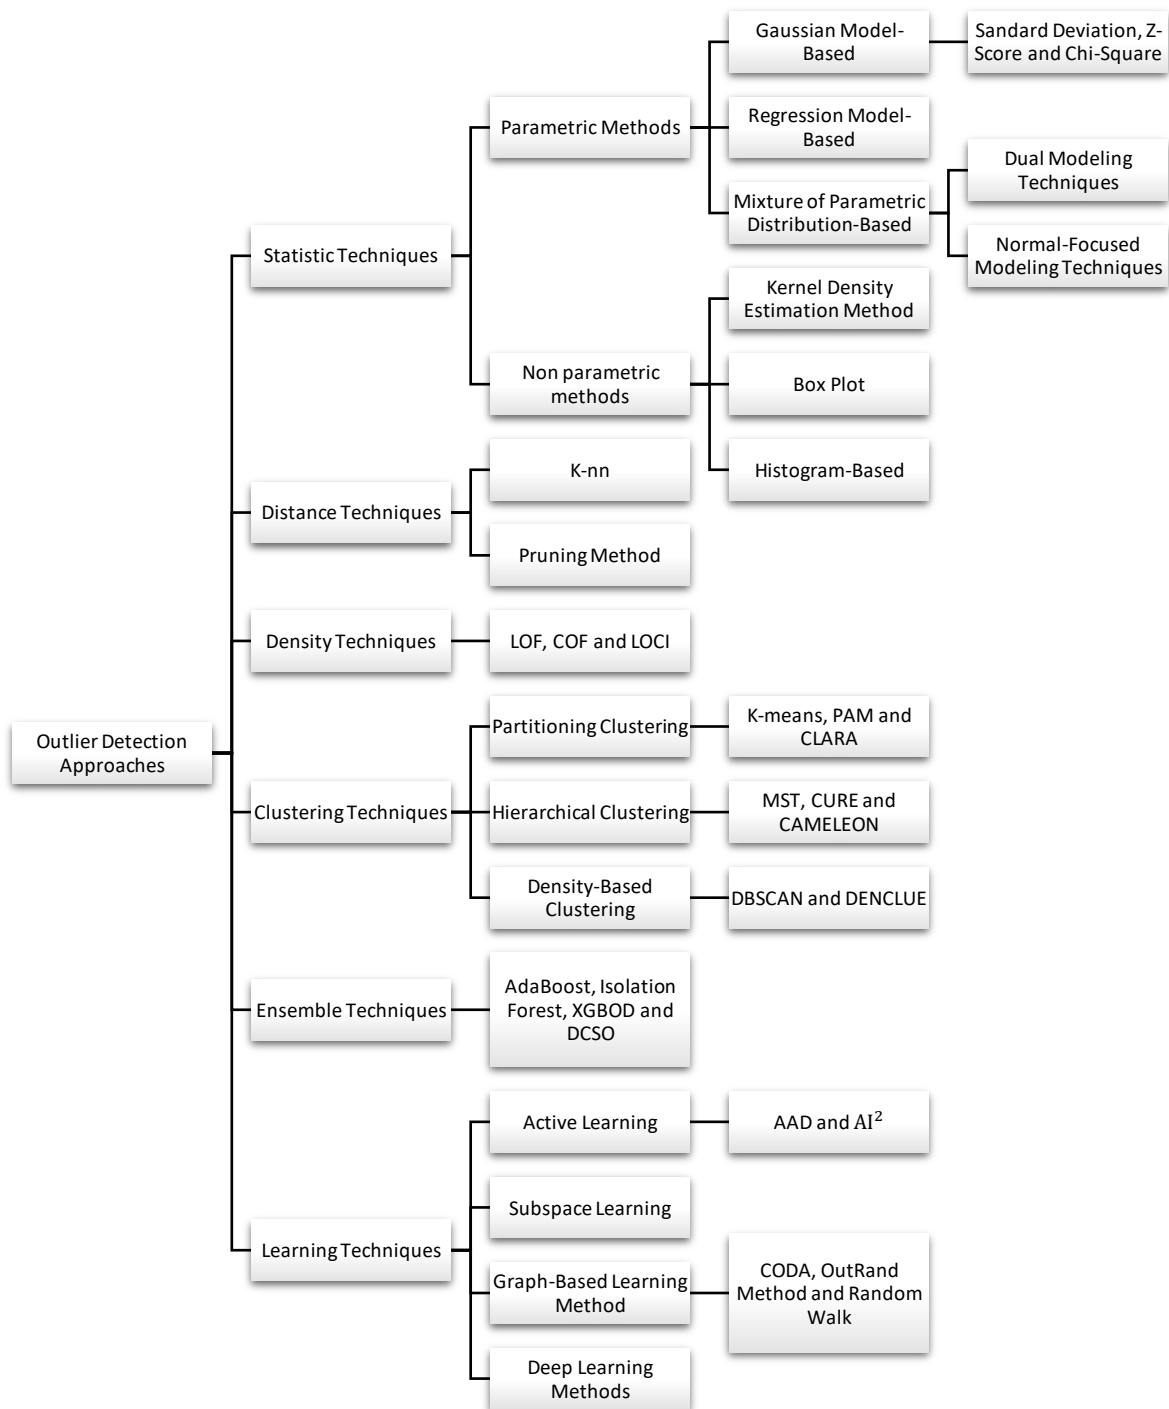 Gaussian Model-
Based
Sandard Deviation, Z-
Score and Chi-Square
Parametric Methods
Regression Model-
Based
Dual Modeling
Techniques
Mixture of Parametric
Distribution-Based
Statistic Techniques
Normal-Focused
Modeling Techniques
Kernel Density
Estimation Method
Non parametric
methods
Box Plot
Histogram-Based
K-nn
Distance Techniques
Pruning Method
Density Techniques
LOF, COF and LOCI
Outlier Detection
Approaches
Partitioning Clustering
K-means, PAM and
CLARA
Clustering Techniques
Hierarchical Clustering
MST, CURE and
CAMELEON
Density-Based
Clustering
DBSCAN and DENCLUE
Ensemble Techniques
AdaBoost, Isolation
Forest, XGBOD and
DCSO
Active Learning
AAD and AI²
Subspace Learning
Learning Techniques
Graph-Based Learning
Method
CODA, OutRand
Method and Random
Walk
Deep Learning
Methods